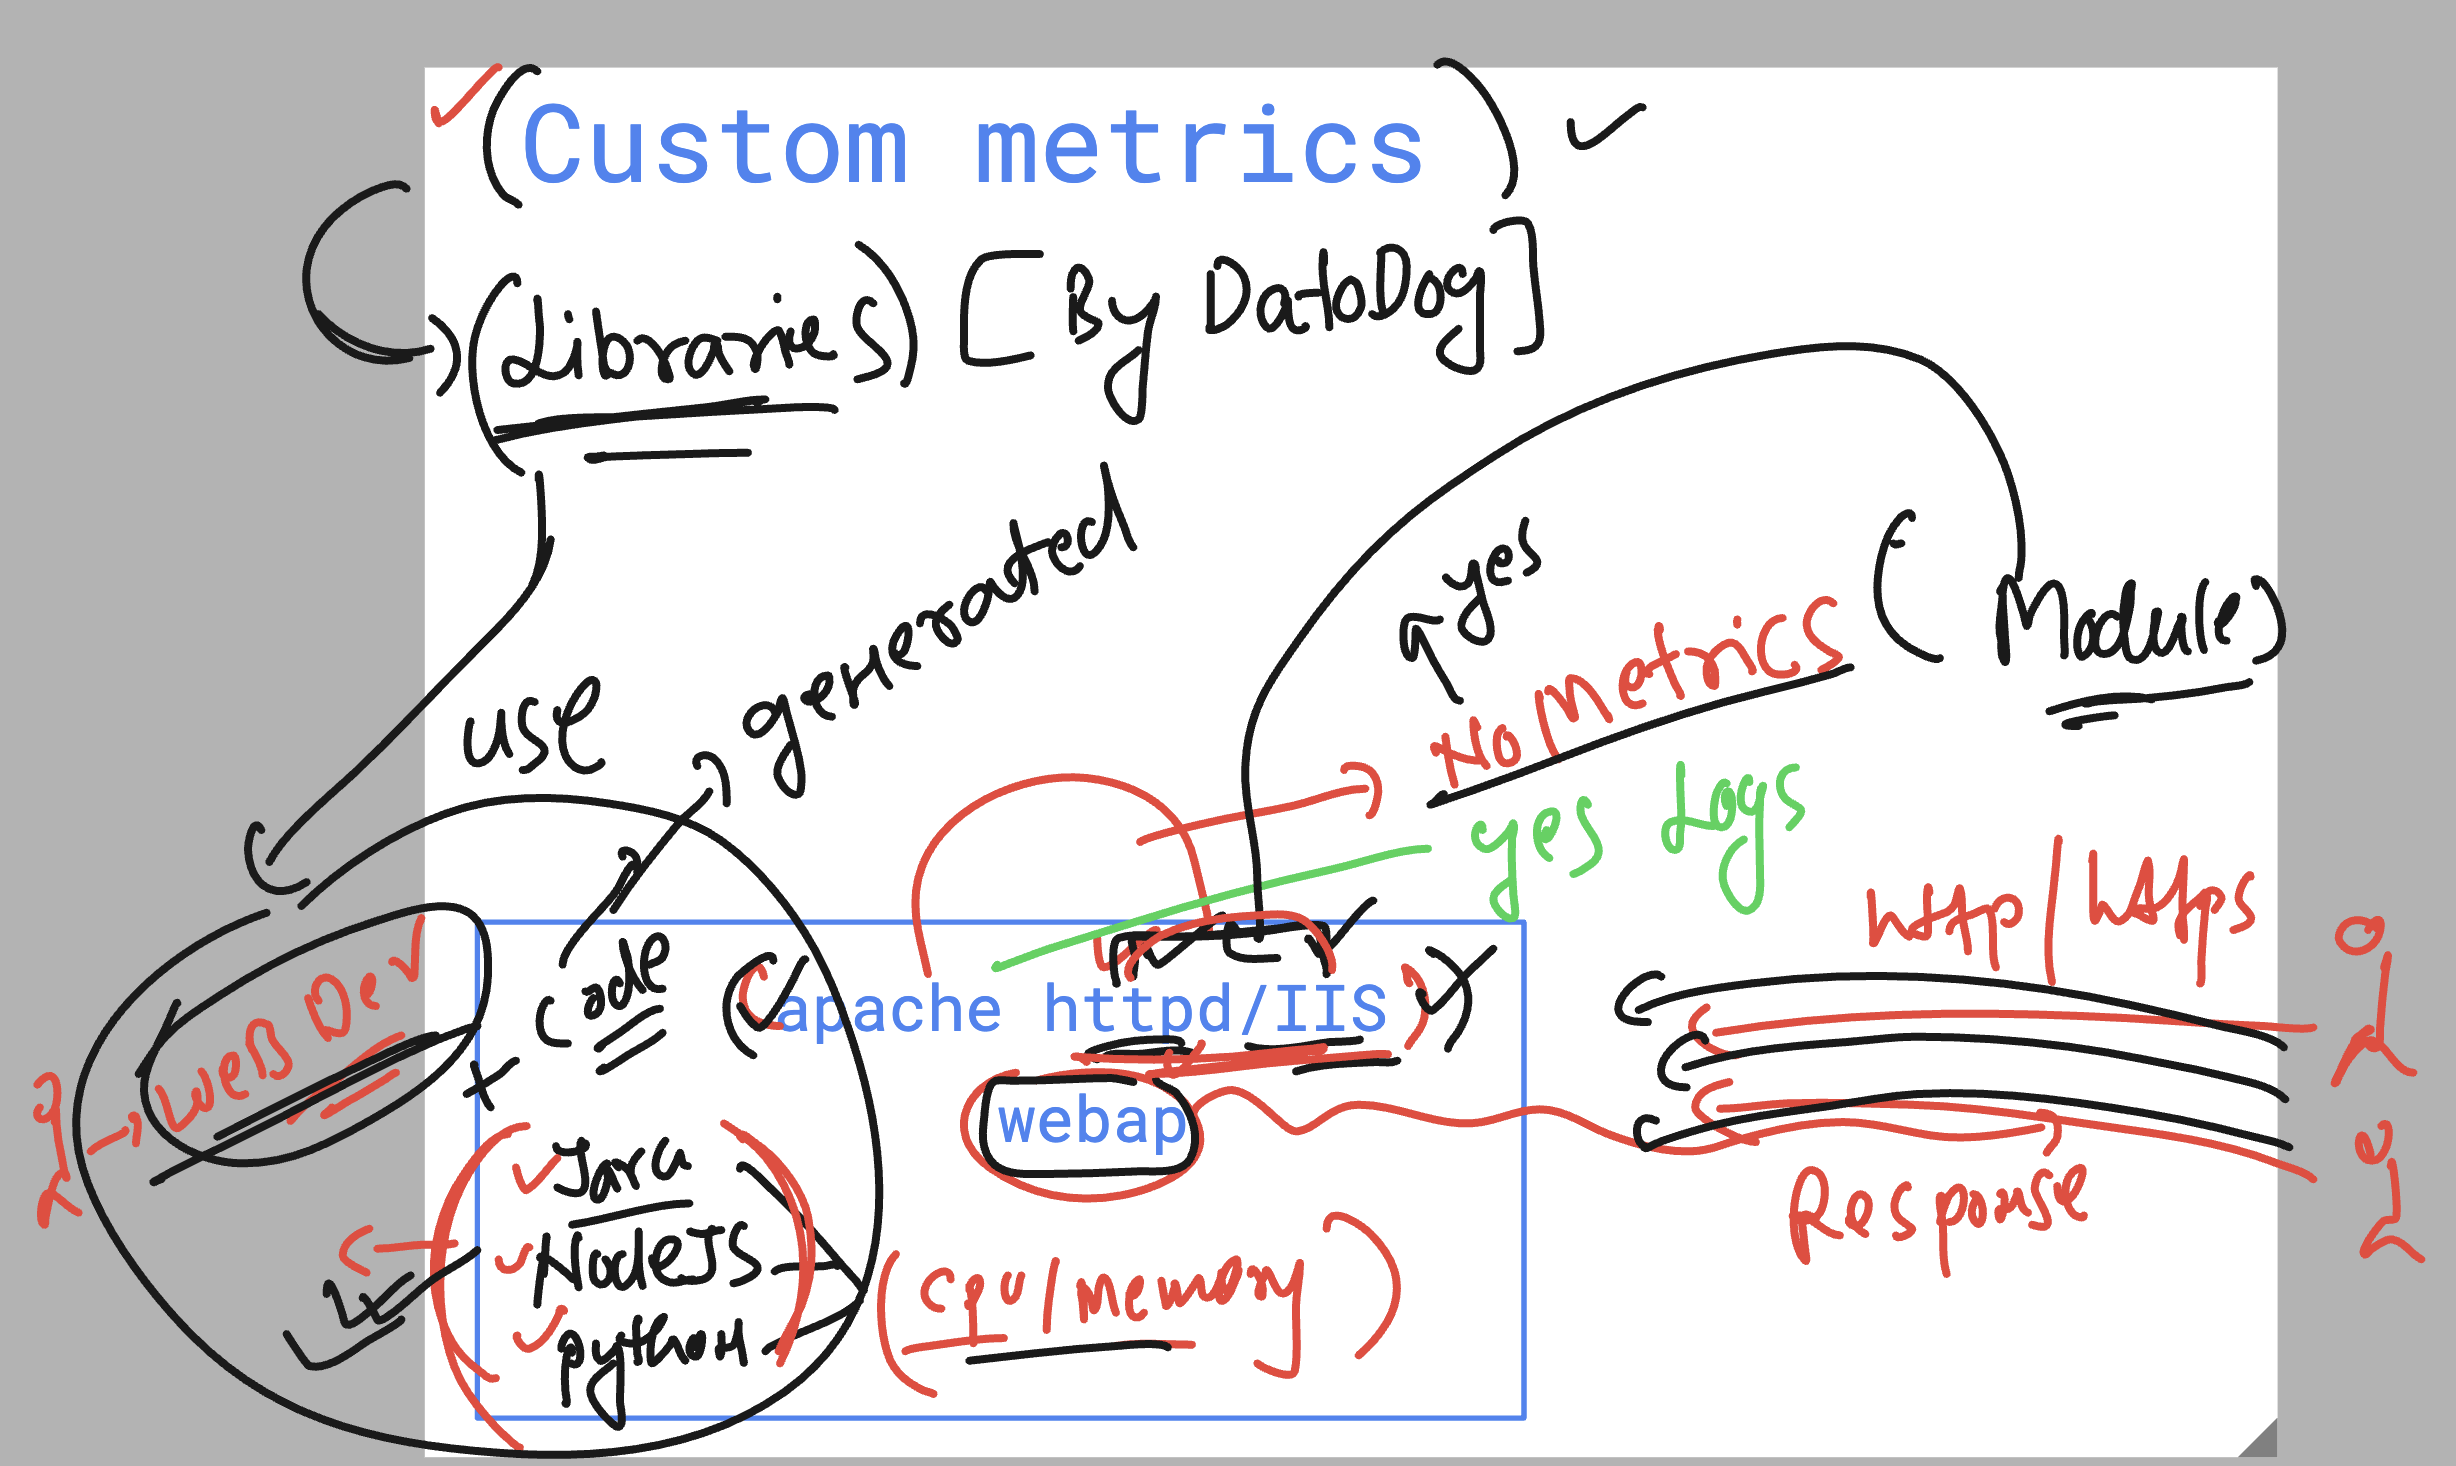 Custom metrics
(Libraries) [By DataDog]
generated
yes
use
No Metrics (Module)
yes Logs
http/https
Code
apache httpd/IIS
Web Dev
webap
Java
NodeJS
python
cpu/memory
Response